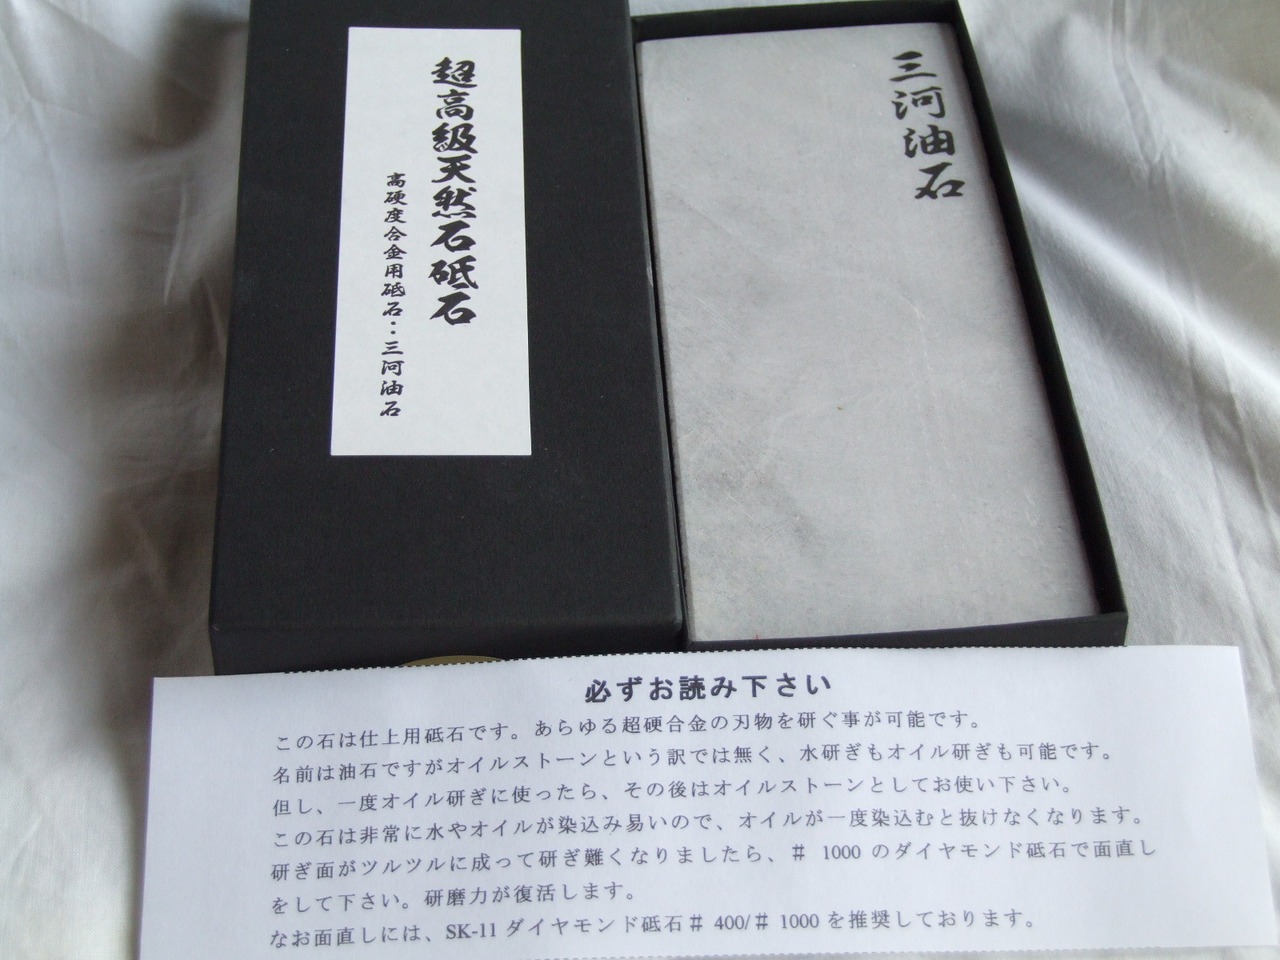 超高級天然石砥石
高硬度合金用砥石：三河油石
三河油石
必ずお読み下さい
この石は仕上用砥石です。あらゆる超硬合金の刃物を研ぐ事が可能です。
名前は油石ですがオイルストーンという訳では無く、水研ぎもオイル研ぎも可能です。
但し、一度オイル研ぎに使ったら、その後はオイルストーンとしてお使い下さい。
この石は非常に水やオイルが染込み易いので、オイルが一度染込むと抜けなくなります。
研ぎ面がツルツルに成って研ぎ難くなりましたら、＃ 1000 のダイヤモンド砥石で面直し
をして下さい。研磨力が復活します。
なお面直しには、SK-11 ダイヤモンド砥石＃ 400/＃ 1000 を推奨しております。